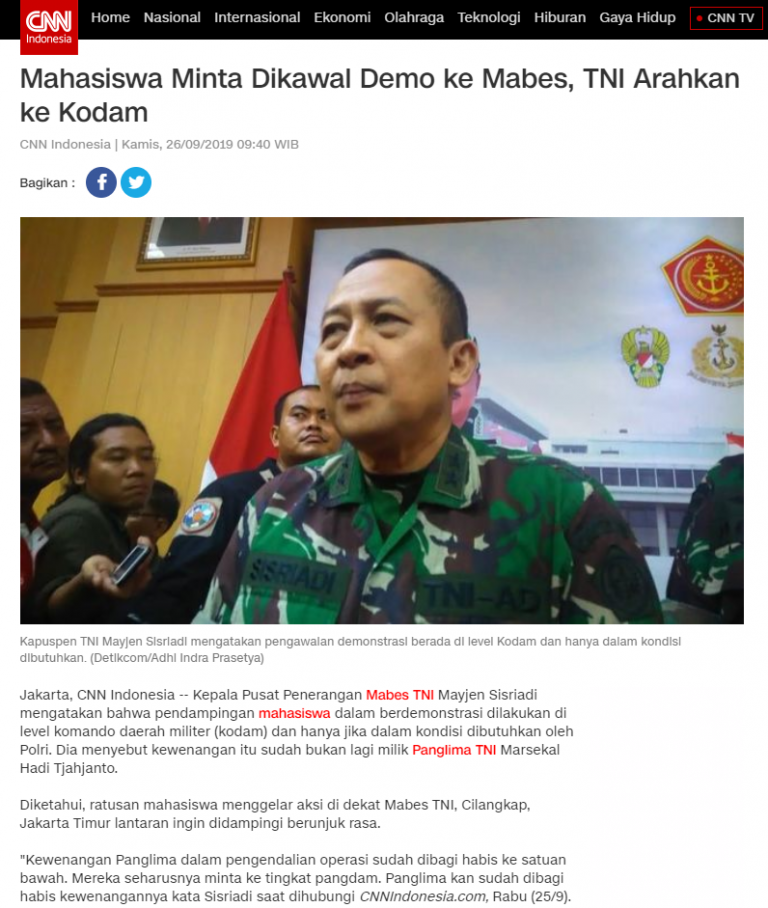 CNN
Indonesia
Home Nasional Internasional Ekonomi Olahraga Teknologi Hiburan Gaya Hidup CNN TV
Mahasiswa Minta Dikawal Demo ke Mabes, TNI Arahkan
ke Kodam
CNN Indonesia | Kamis, 26/09/2019 09:40 WIB
Bagikan :
SISRIADI
TNI-AD
Kapuspen TNI Mayjen Sisriadi mengatakan pengawalan demonstrasi berada di level Kodam dan hanya dalam kondisi
dibutuhkan. (Detikcom/Adhi Indra Prasetya)
Jakarta, CNN Indonesia -- Kepala Pusat Penerangan Mabes TNI Mayjen Sisriadi
mengatakan bahwa pendampingan mahasiswa dalam berdemonstrasi dilakukan di
level komando daerah militer (kodam) dan hanya jika dalam kondisi dibutuhkan oleh
Polri. Dia menyebut kewenangan itu sudah bukan lagi milik Panglima TNI Marsekal
Hadi Tjahjanto.
Diketahui, ratusan mahasiswa menggelar aksi di dekat Mabes TNI, Cilangkap,
Jakarta Timur lantaran ingin didampingi berunjuk rasa.
"Kewenangan Panglima dalam pengendalian operasi sudah dibagi habis ke satuan
bawah. Mereka seharusnya minta ke tingkat pangdam. Panglima kan sudah dibagi
habis kewenangannya kata Sisriadi saat dihubungi CNNIndonesia.com, Rabu (25/9).